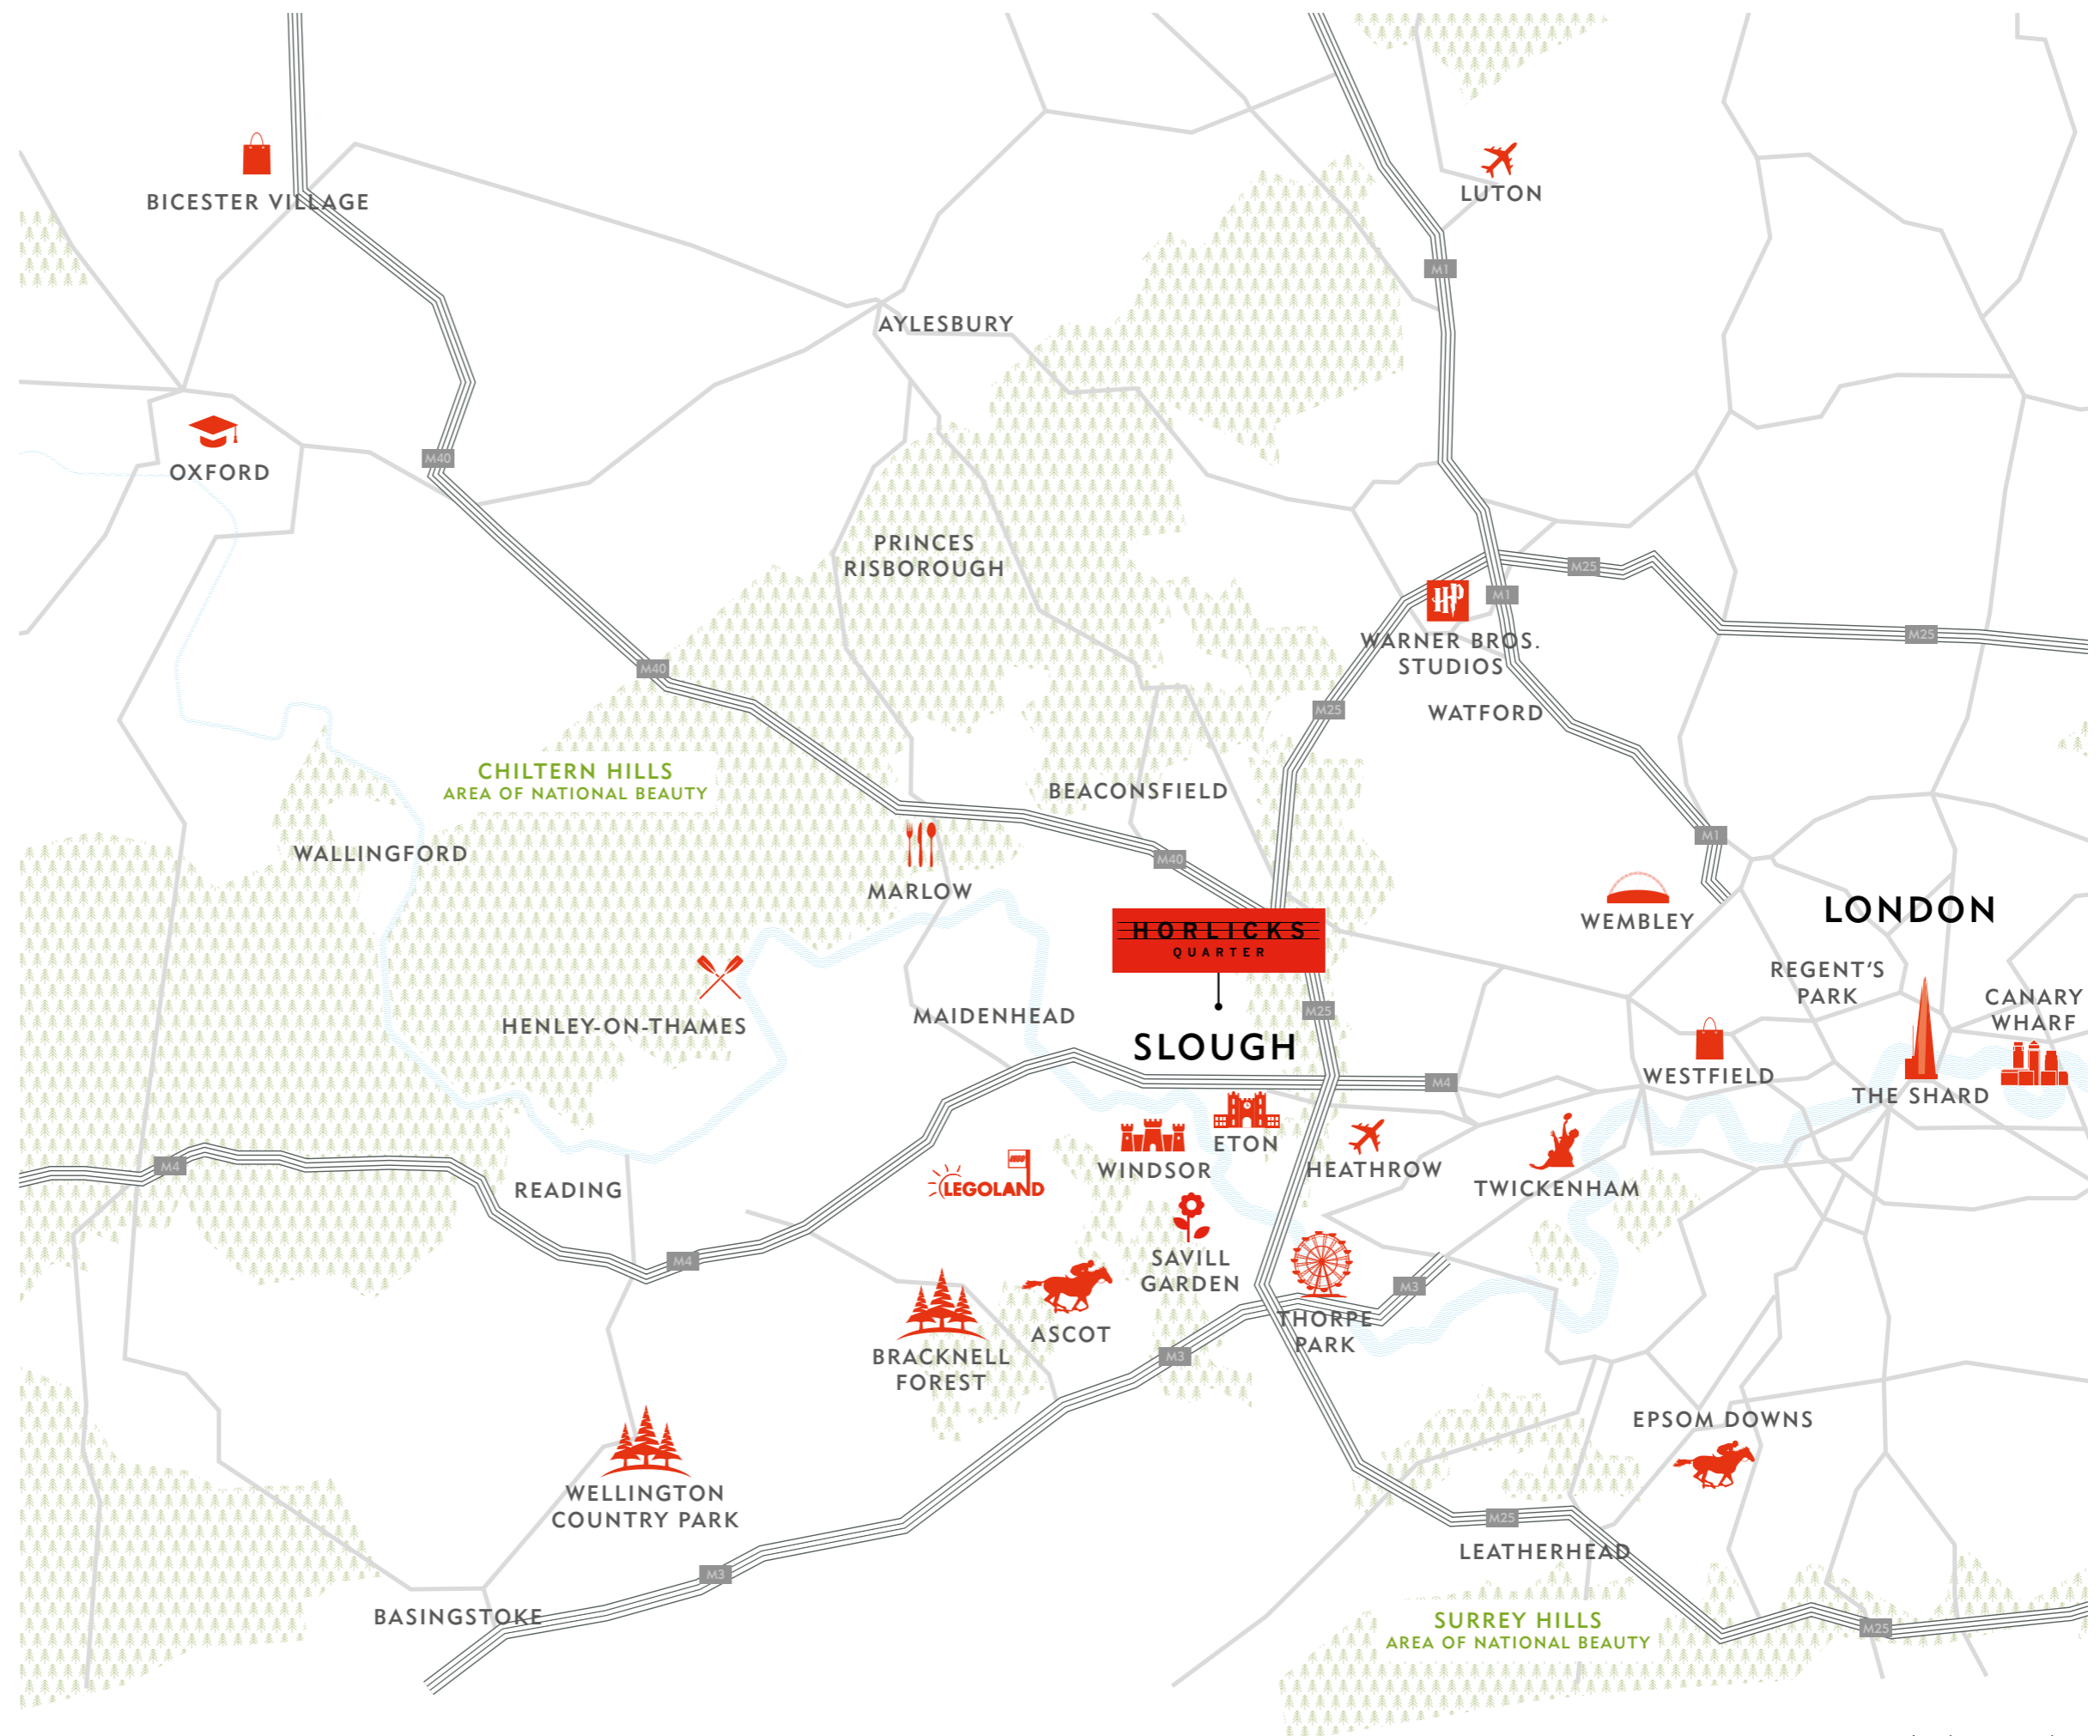 LUTON
BICESTER VILLAGE
M1
AYLESBURY
M40
OXFORD
PRINCES
RISBOROUGH
M25
M1
HP
M25
WARNER BROS.
STUDIOS
M40
M25
WATFORD
CHILTERN HILLS
AREA OF NATIONAL BEAUTY
BEACONSFIELD
M1
WALLINGFORD
M40
MARLOW
LONDON
WEMBLEY
HORLICKS
QUARTER
REGENT'S
PARK
CANARY
WHARF
M25
MAIDENHEAD
HENLEY-ON-THAMES
SLOUGH
WESTFIELD
M4
THE SHARD
ETON
M4
WINDSOR
HEATHROW
LEGOLAND
READING
TWICKENHAM
SAVILL
GARDEN
M4
M3
THORPE
PARK
ASCOT
BRACKNELL
FOREST
M3
EPSOM DOWNS
WELLINGTON
COUNTRY PARK
M25
LEATHERHEAD
M3
BASINGSTOKE
SURREY HILLS
AREA OF NATIONAL BEAUTY
M25